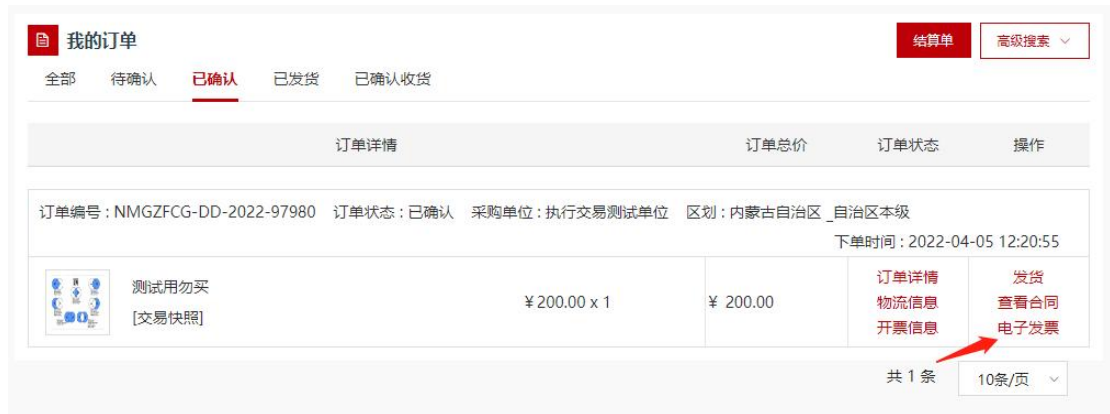 我的订单
结算单
高级搜索
全部 待确认 已确认 已发货 已确认收货
订单详情 订单总价 订单状态 操作
订单编号 : NMGZFCG-DD-2022-97980 订单状态 : 已确认 采购单位 : 执行交易测试单位 区划 : 内蒙古自治区 _自治区本级
下单时间 : 2022-04-05 12:20:55
测试用勿买
[交易快照]
¥ 200.00 x 1
¥ 200.00
订单详情
物流信息
开票信息
发货
查看合同
电子发票
共 1 条
10条/页